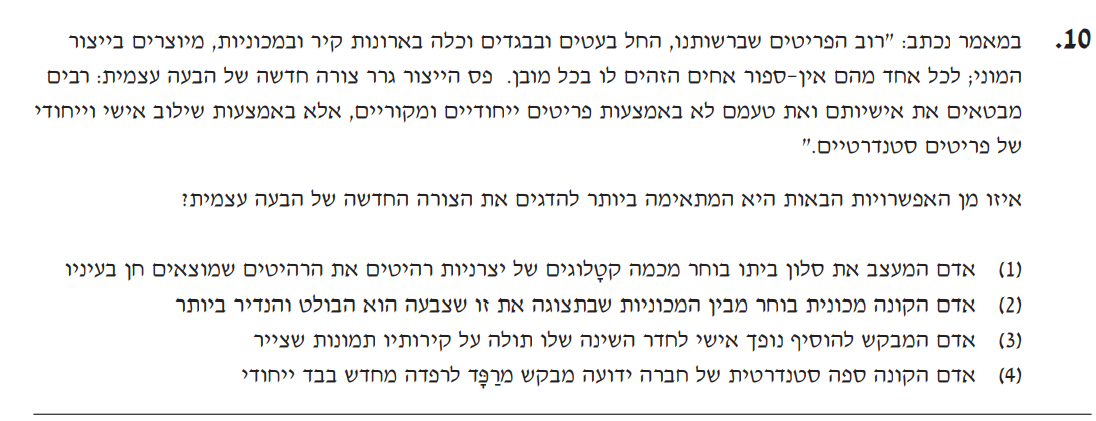 10. במאמר נכתב: "רוב הפריטים שברשותנו, החל בעטים ובבגדים וכלה בארונות קיר ובמכוניות, מיוצרים בייצור
המוני; לכל אחד מהם אין-ספור אחים הזהים לו בכל מובן. פס הייצור גרר צורה חדשה של הבעה עצמית: רבים
מבטאים את אישיותם ואת טעמם לא באמצעות פריטים ייחודיים ומקוריים, אלא באמצעות שילוב אישי וייחודי
של פריטים סטנדרטיים."
איזו מן האפשרויות הבאות היא המתאימה ביותר להדגים את הצורה החדשה של הבעה עצמית?
(1) אדם המעצב את סלון ביתו בוחר מכמה קטָלוגים של יצרניות רהיטים את הרהיטים שמוצאים חן בעיניו
(2) אדם הקונה מכונית בוחר מבין המכוניות שבתצוגה את זו שצבעה הוא הבולט והנדיר ביותר
(3) אדם המבקש להוסיף נופך אישי לחדר השינה שלו תולה על קירותיו תמונות שצייר
(4) אדם הקונה ספה סטנדרטית של חברה ידועה מבקש מרַפָּד לרפדה מחדש בבד ייחודי